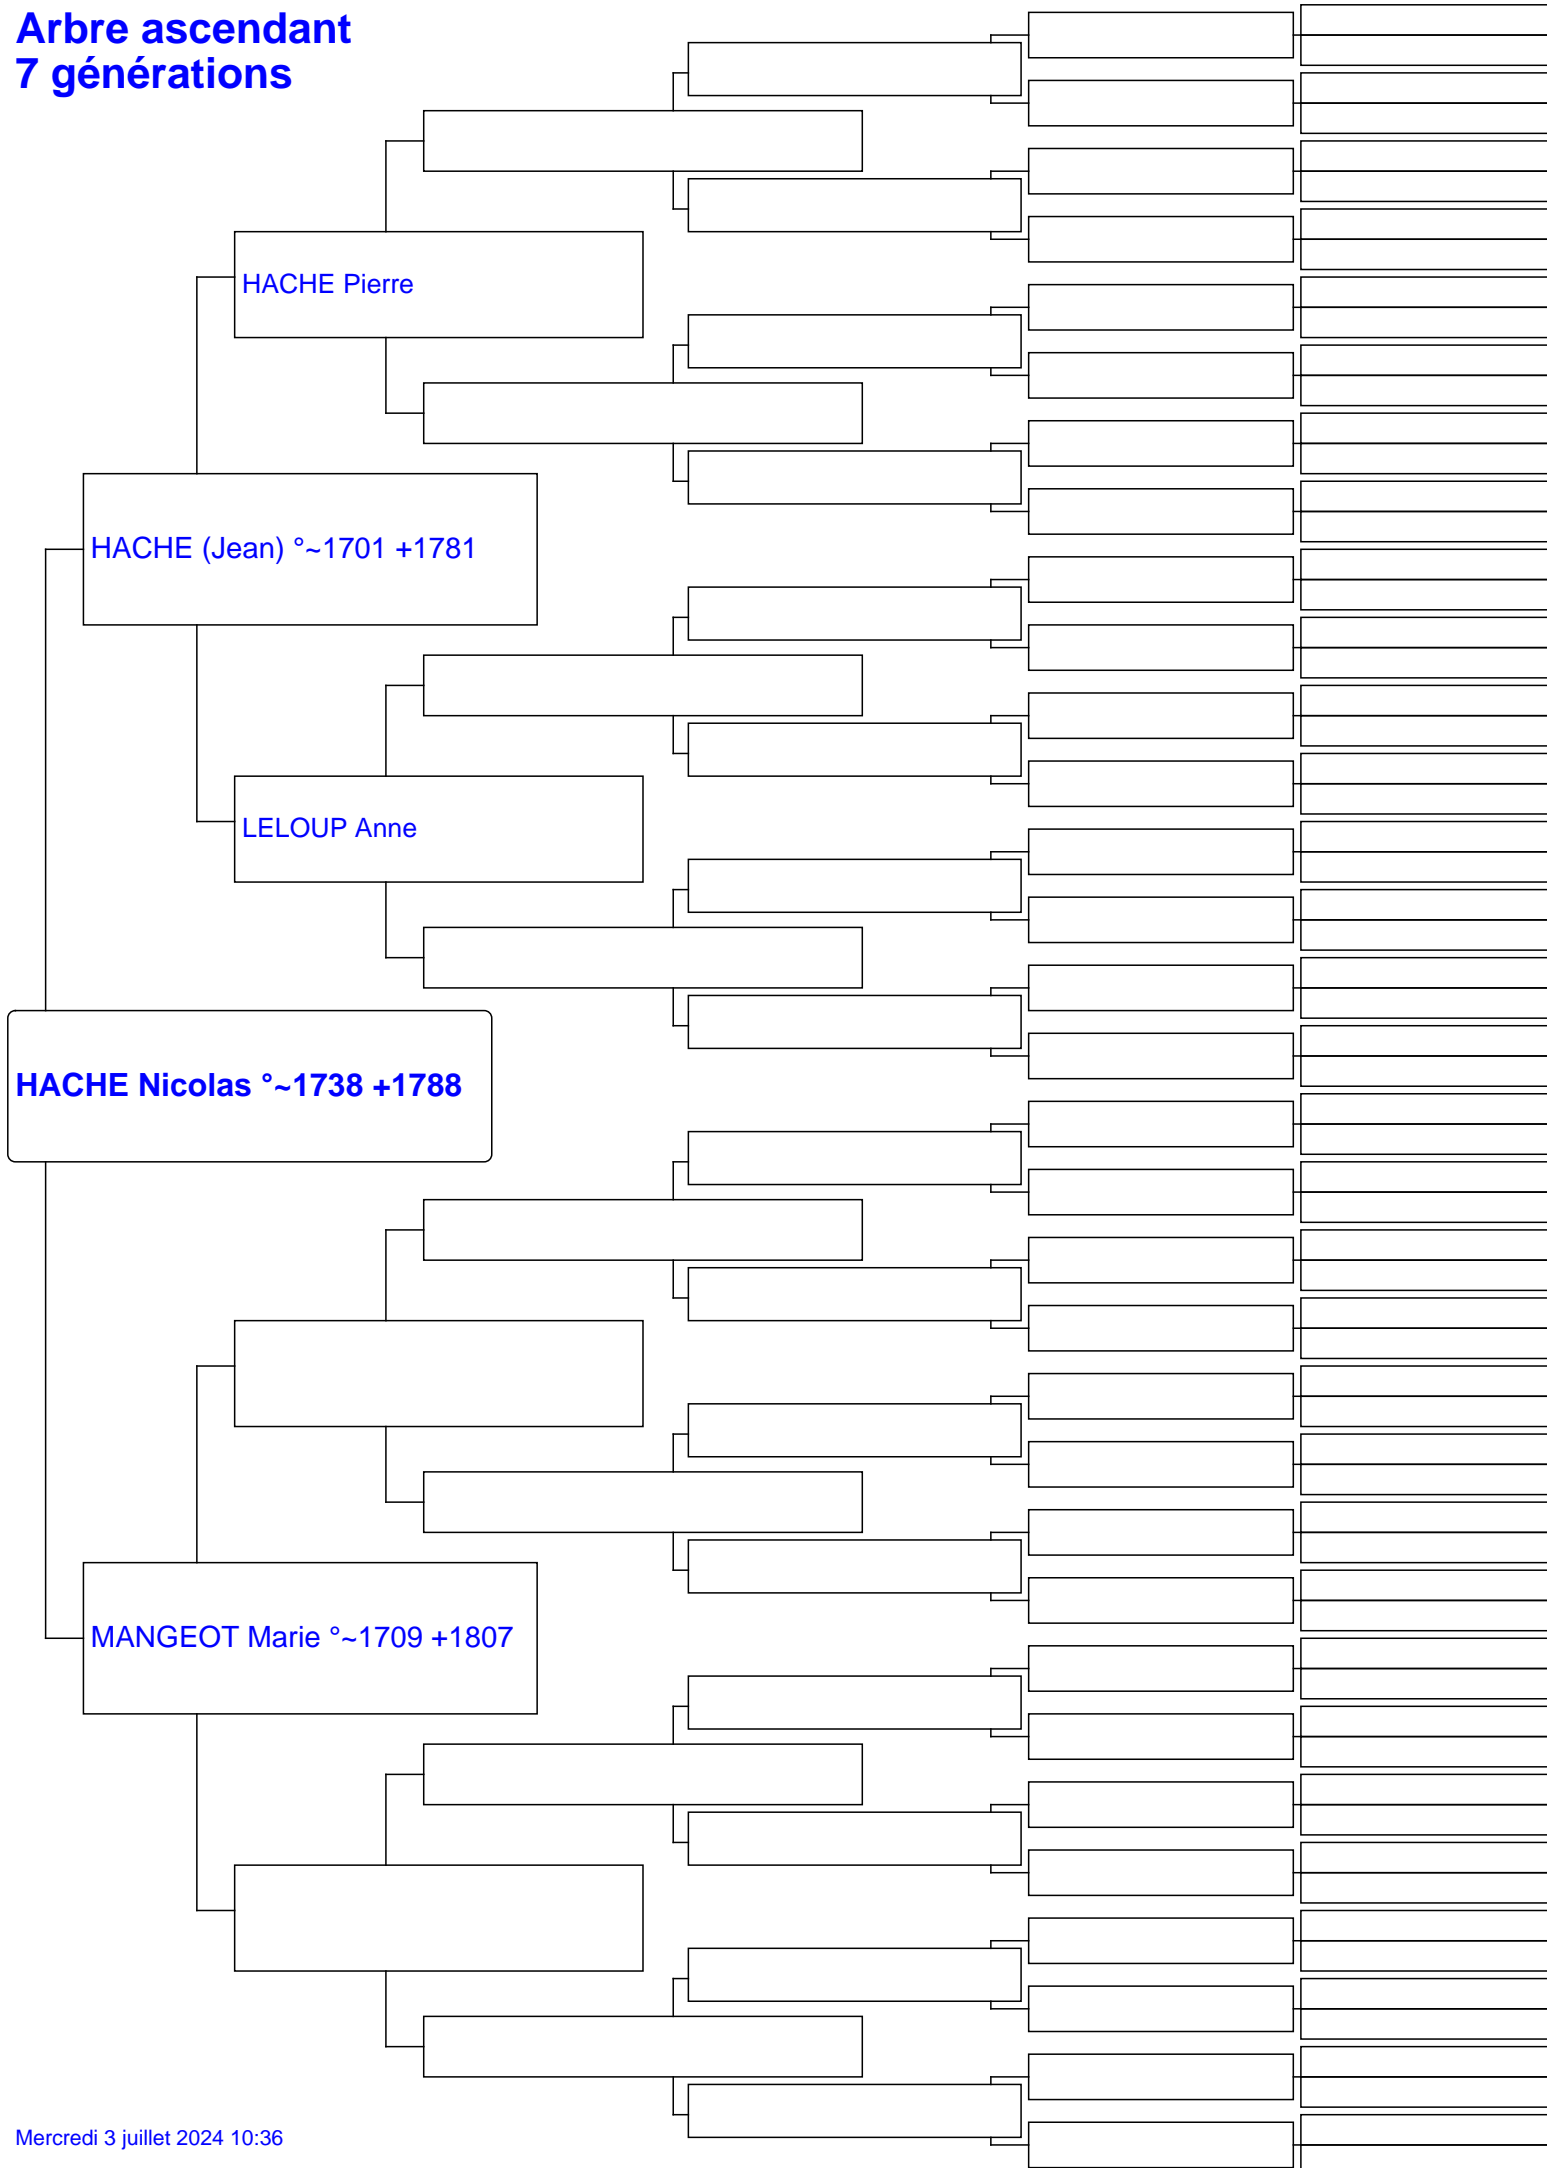 Arbre ascendant
7 générations
HACHE Pierre
HACHE (Jean) °~1701 +1781
LELOUP Anne
HACHE Nicolas °~1738 +1788
MANGEOT Marie °~1709 +1807
Mercredi 3 juillet 2024 10:36